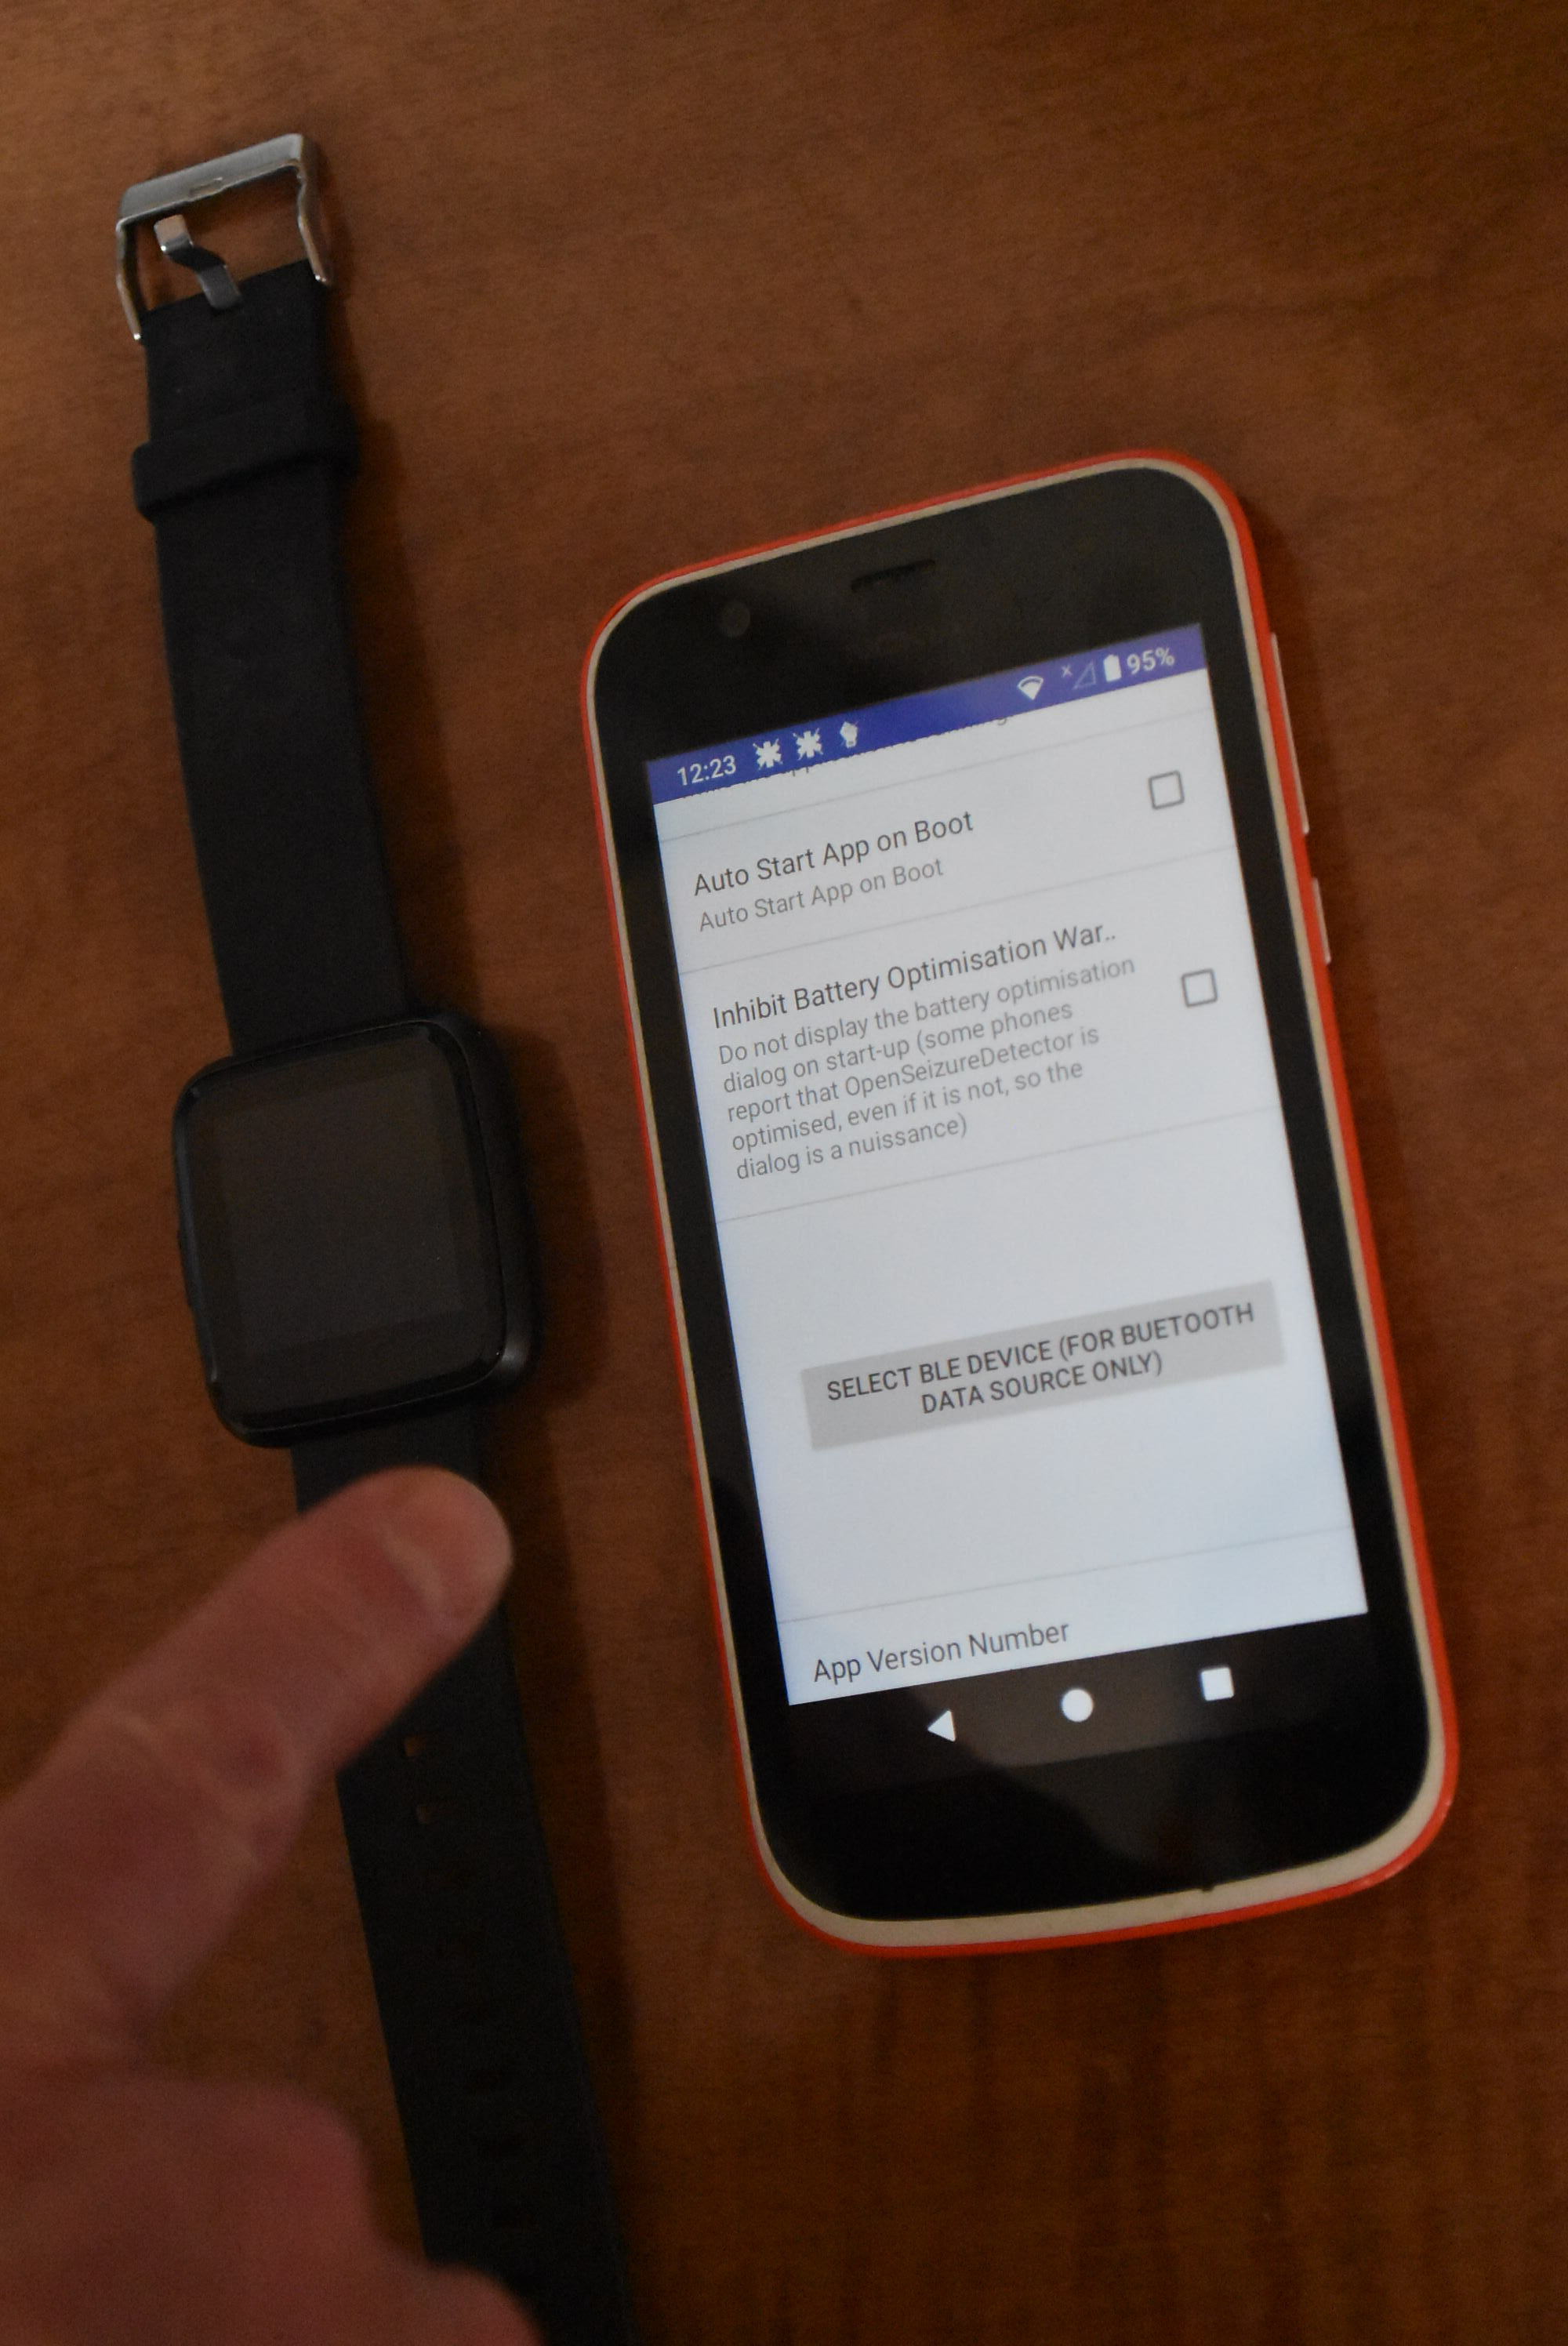 12:23 95%
Auto Start App on Boot
Auto Start App on Boot
Inhibit Battery Optimisation War..
Do not display the battery optimisation
dialog on start-up (some phones
report that OpenSeizureDetector is
optimised, even if it is not, so the
dialog is a nuissance)
SELECT BLE DEVICE (FOR BUETOOTH
DATA SOURCE ONLY)
App Version Number